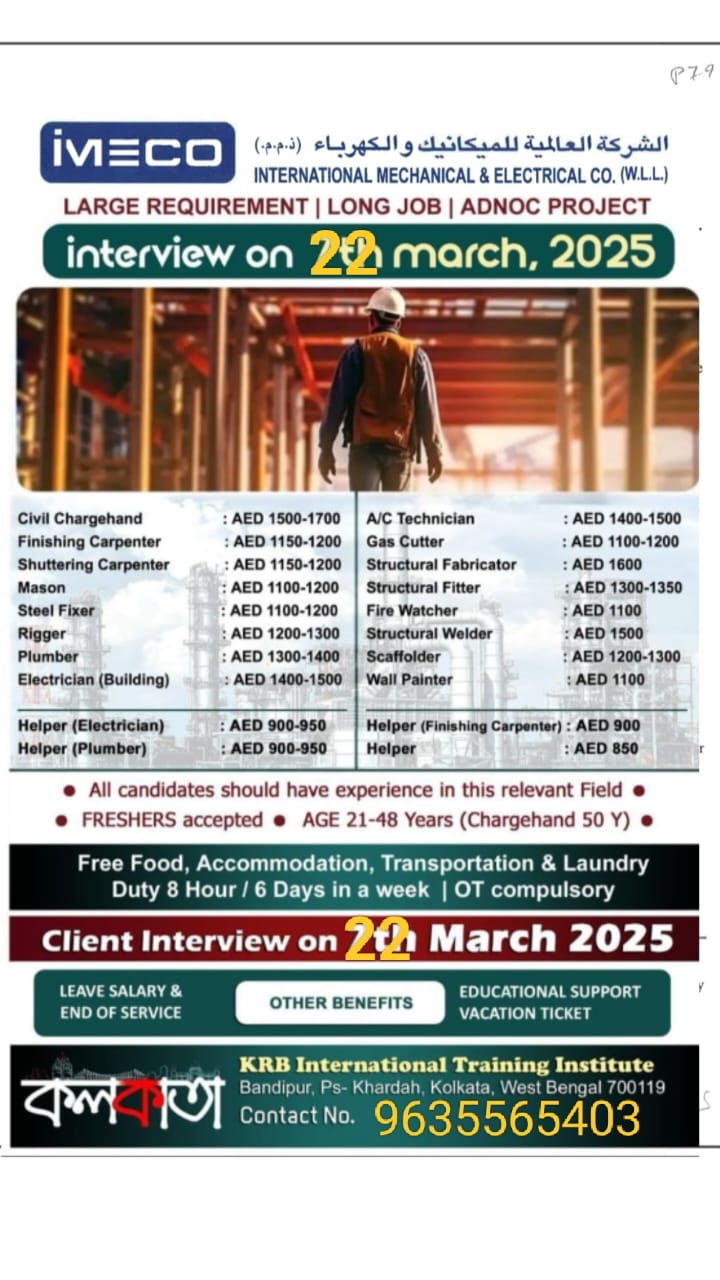 P79
iMECO
الشركة العالمية للميكانيك و الكهرباء (ذ.م.م.)
INTERNATIONAL MECHANICAL & ELECTRICAL CO. (W.L.L.)
LARGE REQUIREMENT | LONG JOB | ADNOC PROJECT
interview on 22 march, 2025
Civil Chargehand : AED 1500-1700
Finishing Carpenter : AED 1150-1200
Shuttering Carpenter : AED 1150-1200
Mason : AED 1100-1200
Steel Fixer : AED 1100-1200
Rigger : AED 1200-1300
Plumber : AED 1300-1400
Electrician (Building) : AED 1400-1500
Helper (Electrician) : AED 900-950
Helper (Plumber) : AED 900-950
A/C Technician : AED 1400-1500
Gas Cutter : AED 1100-1200
Structural Fabricator : AED 1600
Structural Fitter : AED 1300-1350
Fire Watcher : AED 1100
Structural Welder : AED 1500
Scaffolder : AED 1200-1300
Wall Painter : AED 1100
Helper (Finishing Carpenter) : AED 900
Helper : AED 850
● All candidates should have experience in this relevant Field ●
● FRESHERS accepted ● AGE 21-48 Years (Chargehand 50 Y) ●
Free Food, Accommodation, Transportation & Laundry
Duty 8 Hour / 6 Days in a week | OT compulsory
Client Interview on 22 March 2025
LEAVE SALARY &
END OF SERVICE
OTHER BENEFITS
EDUCATIONAL SUPPORT
VACATION TICKET
কলকাতা
KRB International Training Institute
Bandipur, Ps- Khardah, Kolkata, West Bengal 700119
Contact No. 9635565403